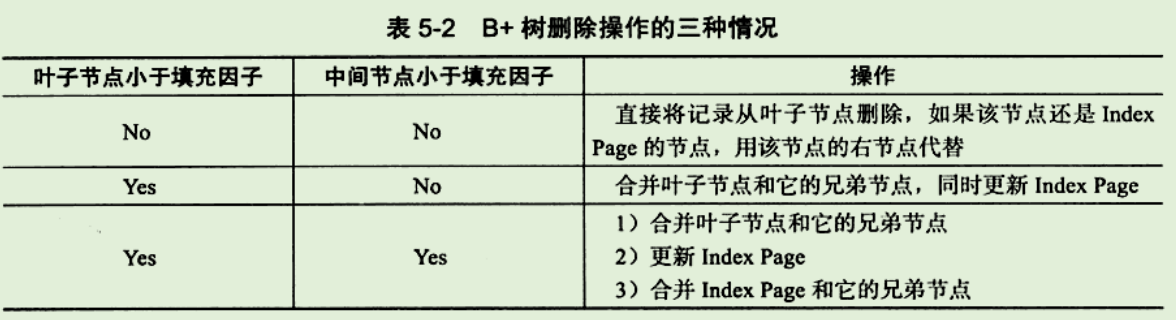 表 5-2 B+ 树删除操作的三种情况
叶子节点小于填充因子 中间节点小于填充因子 操作
No No 直接将记录从叶子节点删除，如果该节点还是 Index
Page 的节点，用该节点的右节点代替
Yes No 合并叶子节点和它的兄弟节点，同时更新 Index Page
1）合并叶子节点和它的兄弟节点
Yes Yes 2）更新 Index Page
3）合并 Index Page 和它的兄弟节点